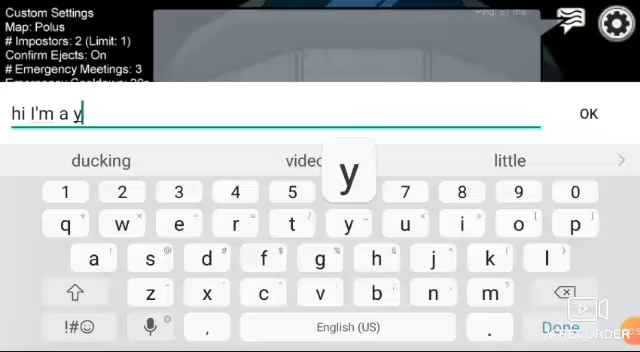 Custom Settings
Map: Polus
# Impostors: 2 (Limit: 1)
Confirm Ejects: On
# Emergency Meetings: 3
hi I'm a y
OK
ducking little
y
1 2 3 4 5 7 8 9 0
q w e r t y u i o p
a s d f g h j k l
z x c v b n m
!#☺ , English (US) . Done
RECORDER